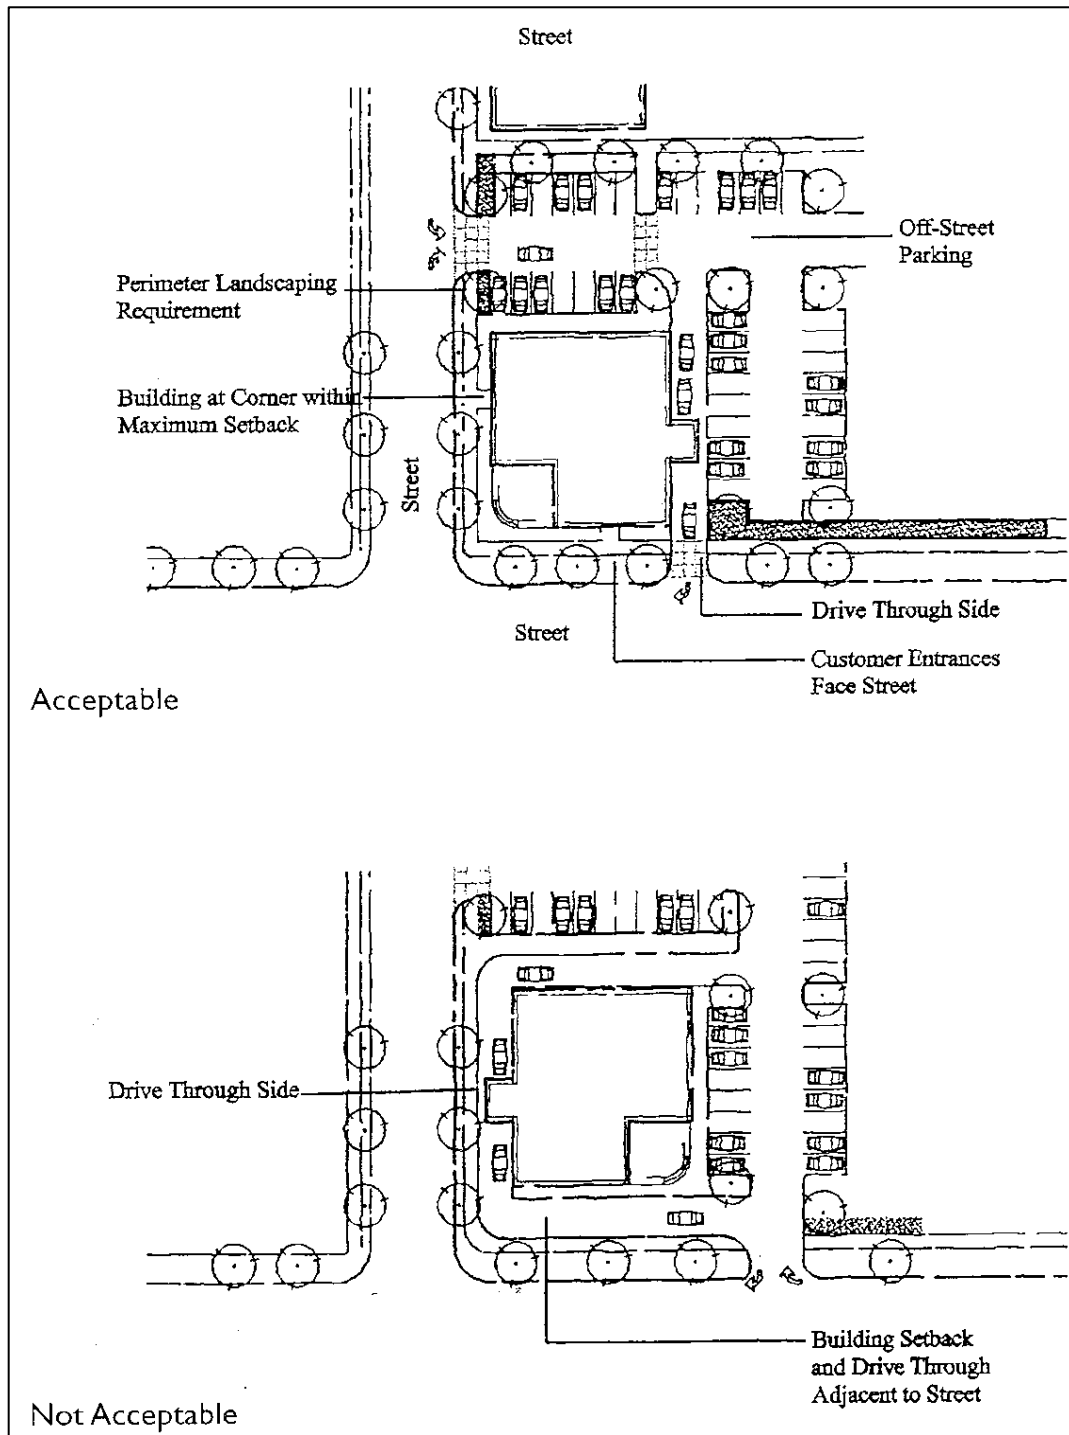 Street
Off-Street
Parking
Perimeter Landscaping
Requirement
Building at Corner within
Maximum Setback
Street
Drive Through Side
Street
Customer Entrances
Face Street
Acceptable
Drive Through Side
Building Setback
and Drive Through
Adjacent to Street
Not Acceptable